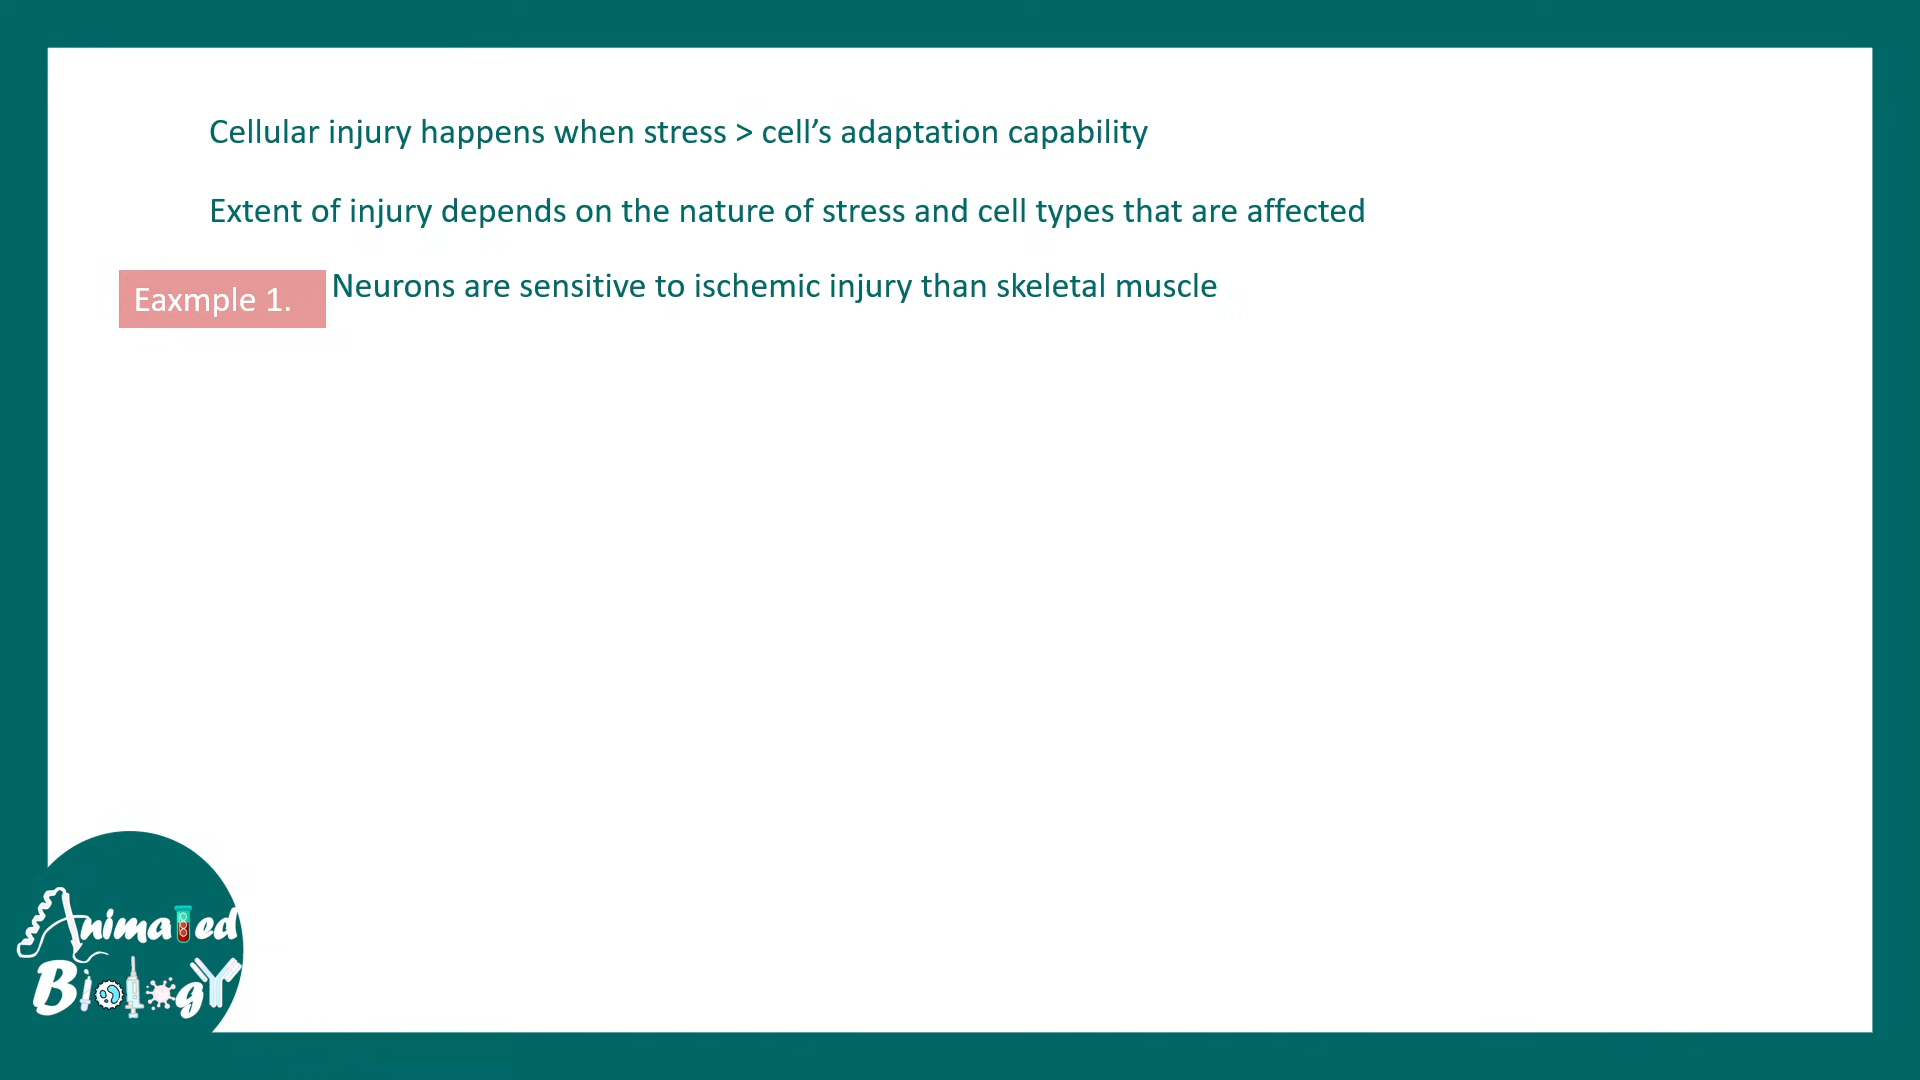 Cellular injury happens when stress > cell’s adaptation capability
Extent of injury depends on the nature of stress and cell types that are affected
Eaxmple 1. Neurons are sensitive to ischemic injury than skeletal muscle
Animated
Biology